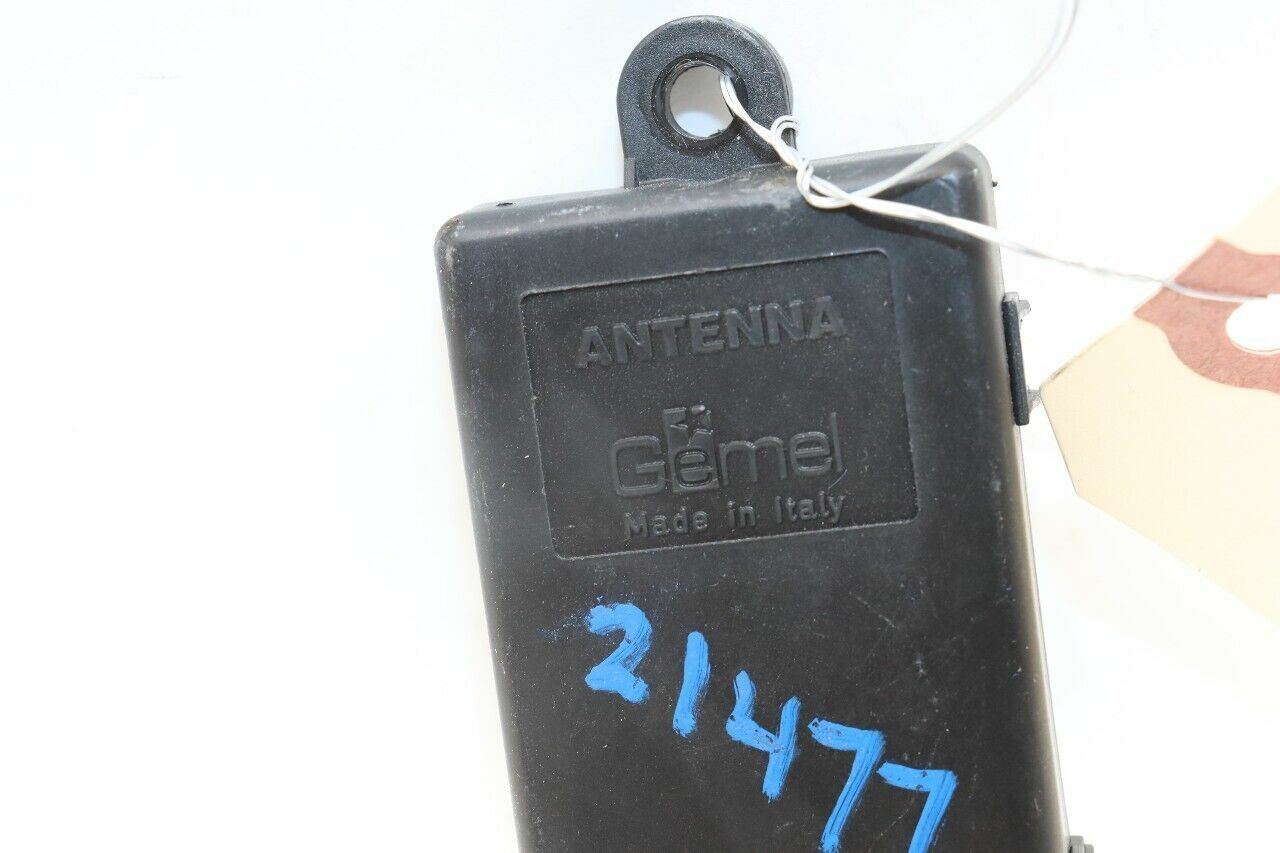 ANTENNA
Gemel
Made in Italy
21477